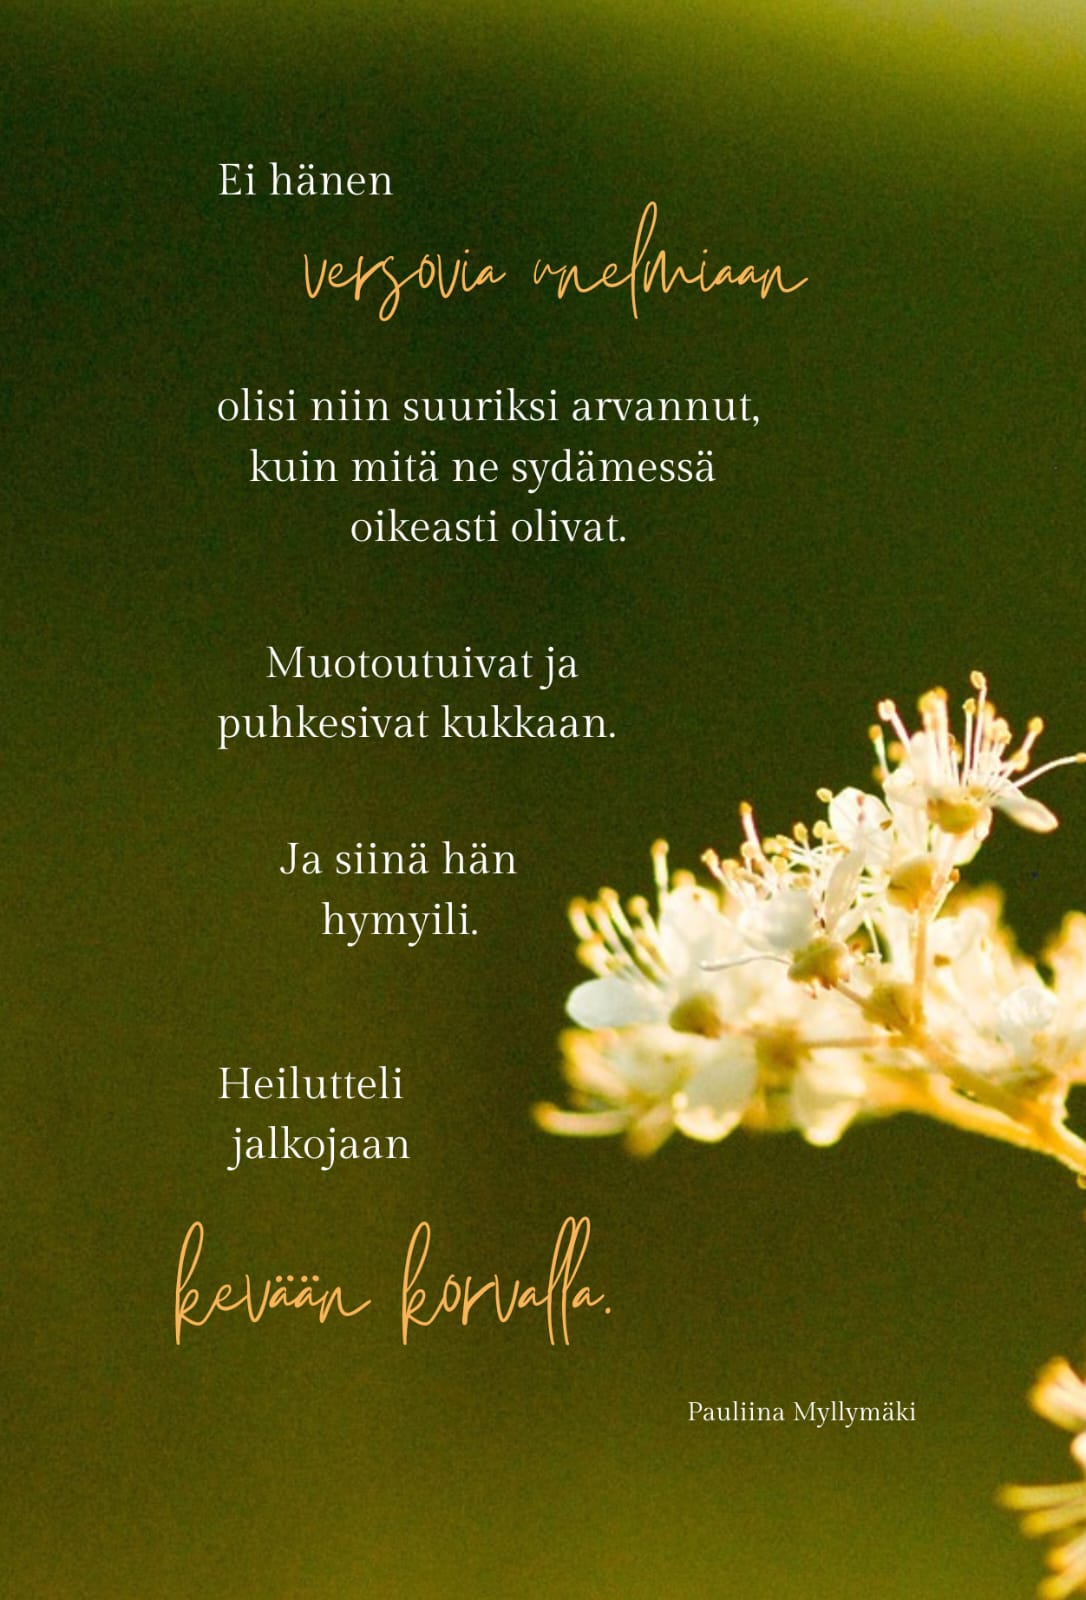 Ei hänen
versovia unelmiaan
olisi niin suuriksi arvannut,
kuin mitä ne sydämessä
oikeasti olivat.
Muotoutuivat ja
puhkesivat kukkaan.
Ja siinä hän
hymyili.
Heilutteli
jalkojaan
kevään korvalla.
Pauliina Myllymäki